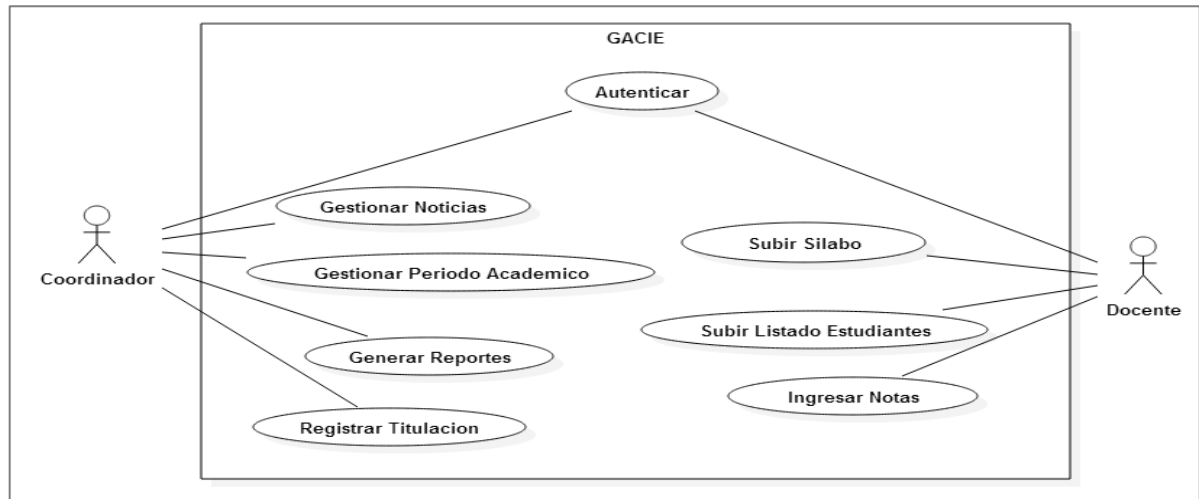 GACIE
Autenticar
Gestionar Noticias
Subir Silabo
Gestionar Periodo Academico
Coordinador
Docente
Subir Listado Estudiantes
Generar Reportes
Ingresar Notas
Registrar Titulacion